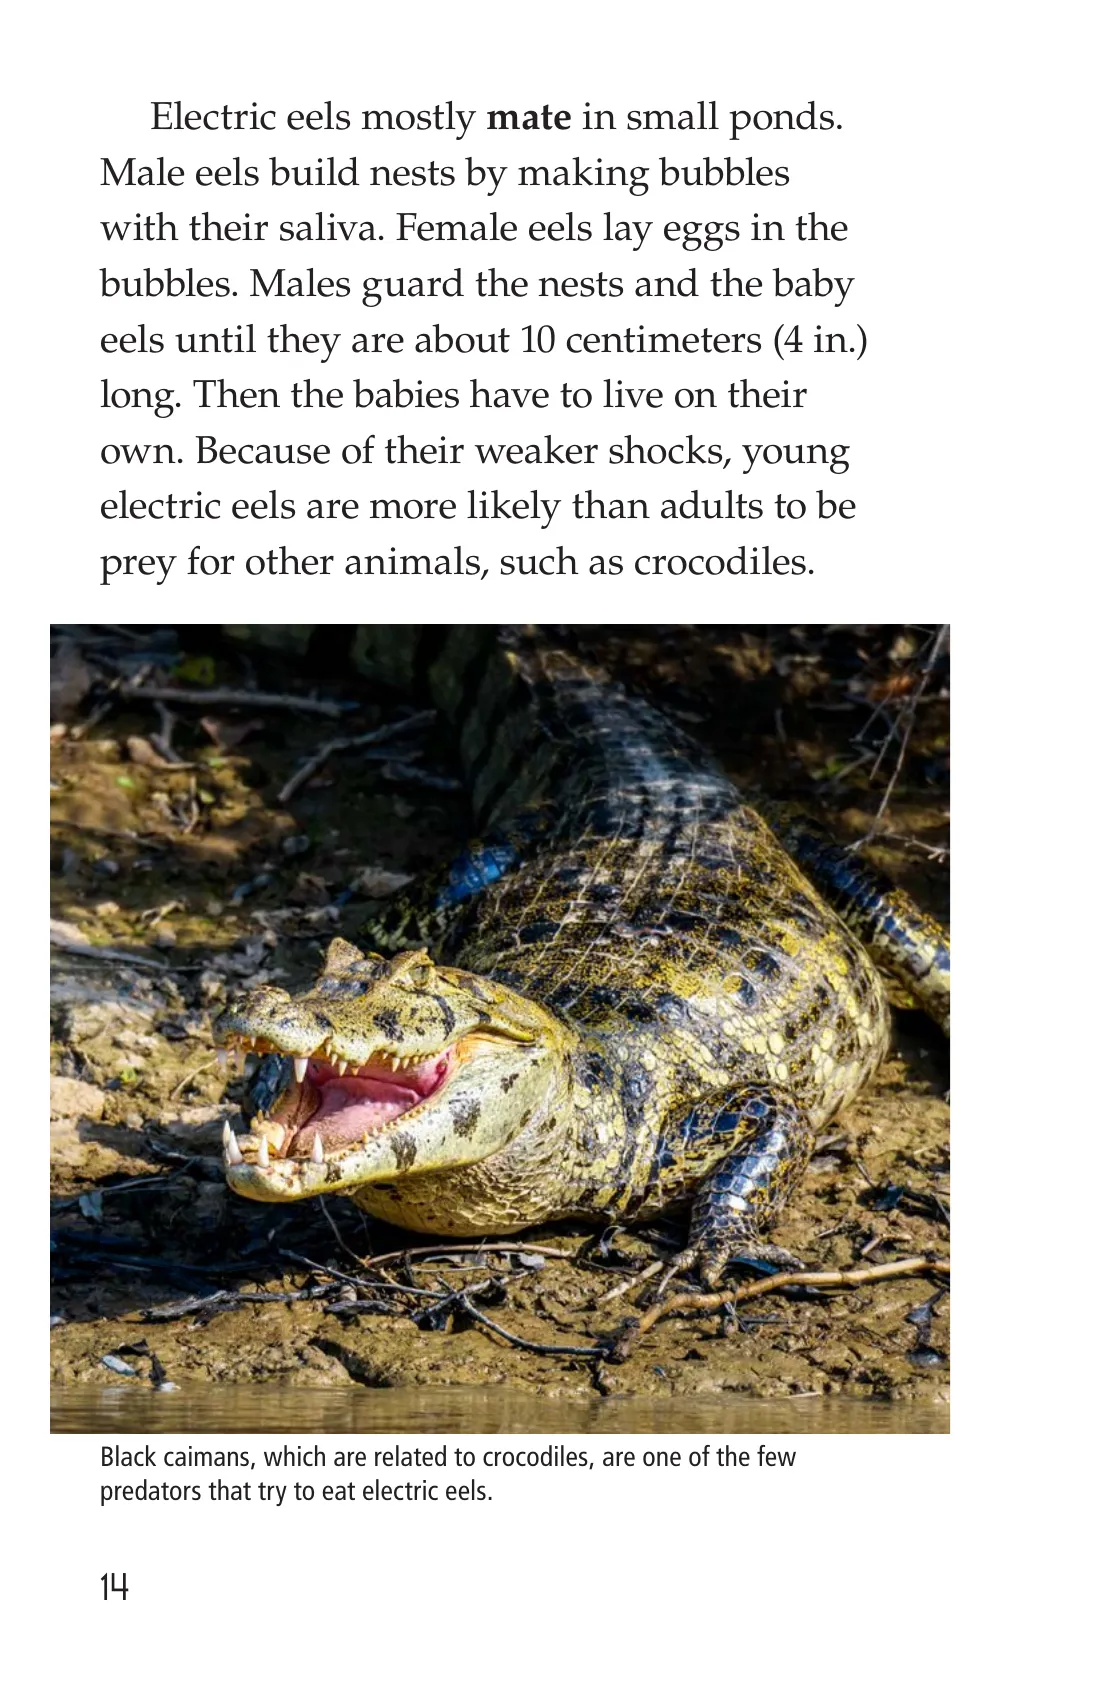 Electric eels mostly mate in small ponds.
Male eels build nests by making bubbles
with their saliva. Female eels lay eggs in the
bubbles. Males guard the nests and the baby
eels until they are about 10 centimeters (4 in.)
long. Then the babies have to live on their
own. Because of their weaker shocks, young
electric eels are more likely than adults to be
prey for other animals, such as crocodiles.
Black caimans, which are related to crocodiles, are one of the few
predators that try to eat electric eels.
14